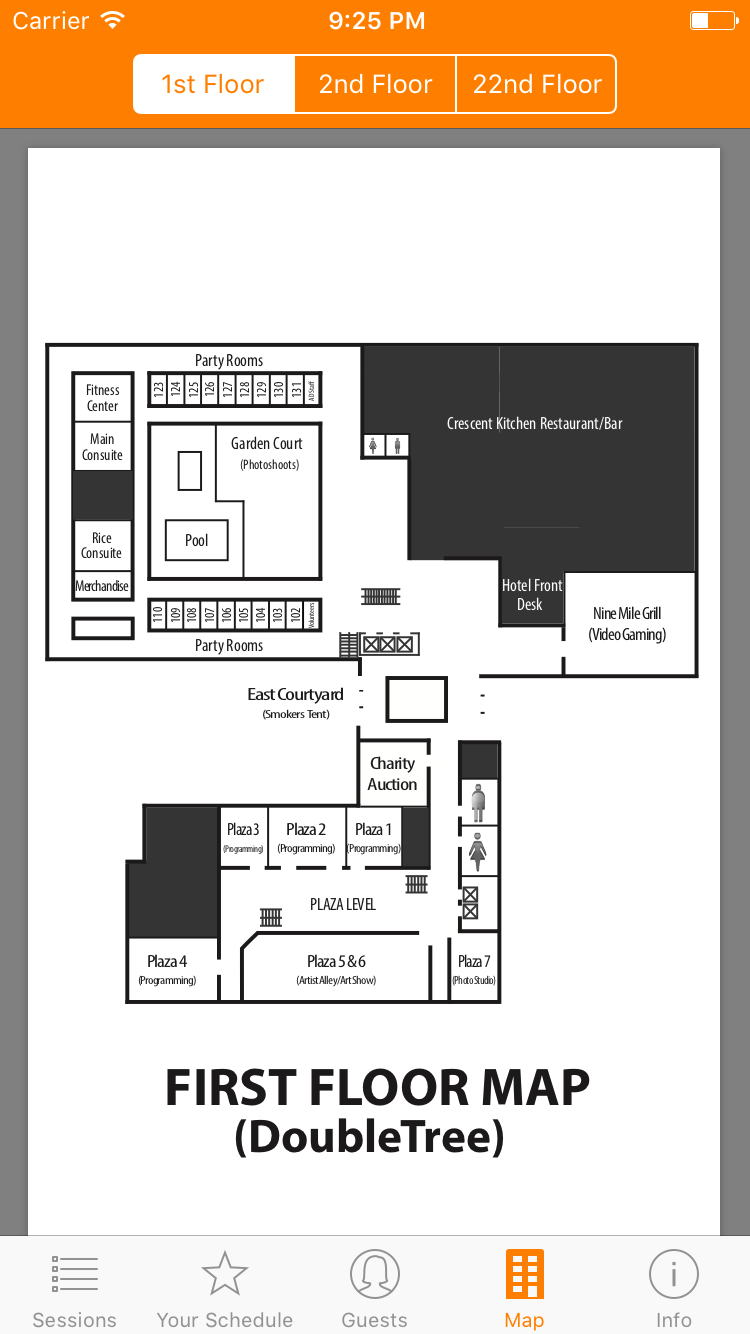 Carrier 9:25 PM
1st Floor 2nd Floor 22nd Floor
Party Rooms
123 124 125 126 127 128 129 130 131 AD Staff
Fitness
Center
Main
Consuite
Garden Court
(Photoshoots)
Crescent Kitchen Restaurant/Bar
Pool
Rice
Consuite
Merchandise
Hotel Front
Desk
Nine Mile Grill
(Video Gaming)
110 109 108 107 106 105 104 103 102 Volunteers
Party Rooms
East Courtyard
(Smokers Tent)
Charity
Auction
Plaza 3
(Programming)
Plaza 2
(Programming)
Plaza 1
(Programming)
PLAZA LEVEL
Plaza 4
(Programming)
Plaza 5 & 6
(Artist Alley/Art Show)
Plaza 7
(Photo Studio)
FIRST FLOOR MAP
(DoubleTree)
Sessions Your Schedule Guests Map Info